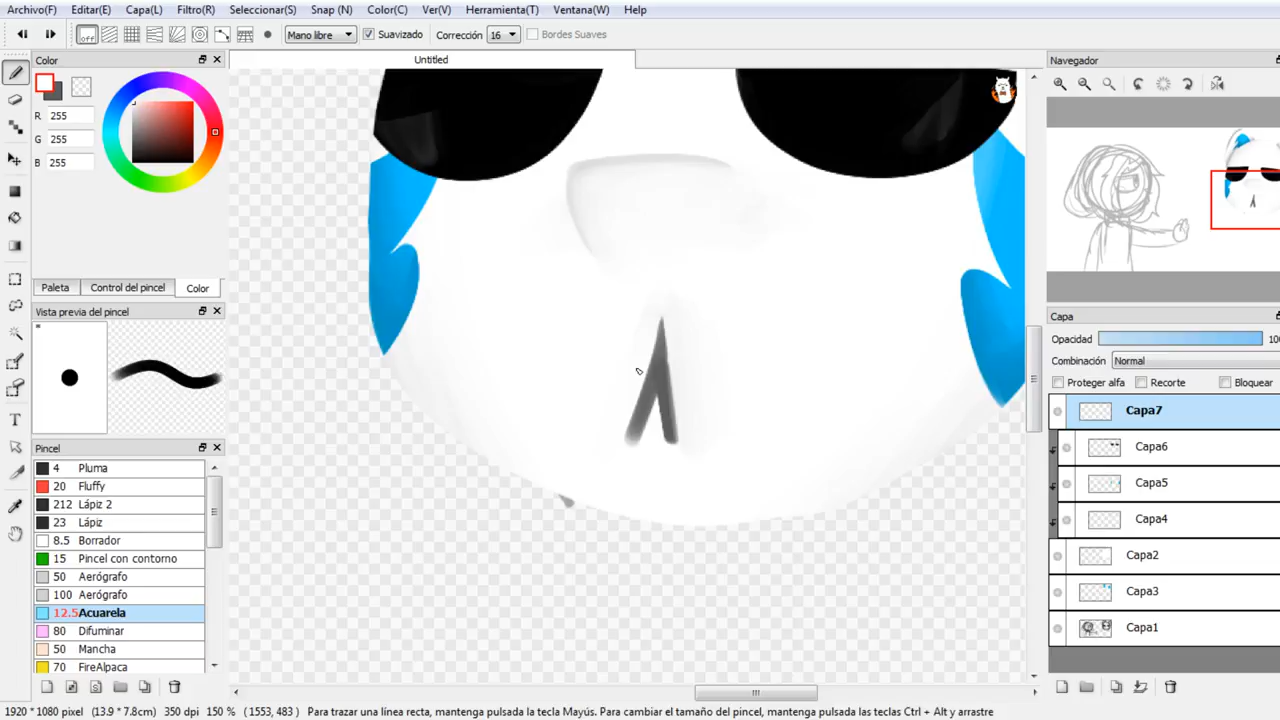 Archivo(F) Editar(E) Capa(L) Filtro(R) Seleccionar(S) Snap (N) Color(C) Ver(V) Herramienta(T) Ventana(W) Help
OFF Mano libre Suavizado Corrección 16 Bordes Suaves
Color
Untitled
Navegador
R 255
G 255
B 255
Paleta Control del pincel Color
Vista previa del pincel
Capa
Opacidad 100
Combinación Normal
Proteger alfa Recorte Bloquear
Capa7
Capa6
Capa5
Capa4
Capa2
Capa3
Capa1
Pincel
4 Pluma
20 Fluffy
212 Lápiz 2
23 Lápiz
8.5 Borrador
15 Pincel con contorno
50 Aerógrafo
100 Aerógrafo
12.5 Acuarela
80 Difuminar
50 Mancha
70 FireAlpaca
1920 * 1080 pixel (13.9 * 7.8cm) 350 dpi 150 % ( 1553, 483 ) Para trazar una línea recta, mantenga pulsada la tecla Mayús. Para cambiar el tamaño del pincel, mantenga pulsadas las teclas Ctrl + Alt y arrastre